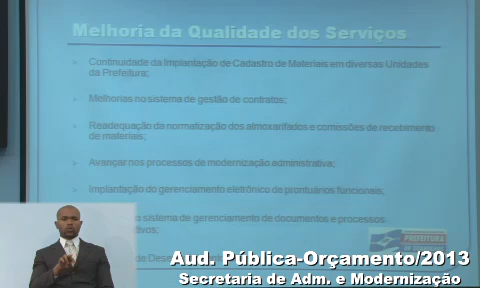 Melhoria da Qualidade dos Serviços
Continuidade da Implantação de Cadastro de Materiais em diversas Unidades
da Prefeitura;
Melhorias no sistema de gestão de contratos;
Readequação da normatização dos almoxarifados e comissões de recebimento
de materiais;
Avançar nos processos de modernização administrativa;
Implantação do gerenciamento eletrônico de prontuários funcionais;
o sistema de gerenciamento de documentos e processos
PREFEITURA
de Desen
Aud. Pública-Orçamento/2013
Secretaria de Adm. e Modernização